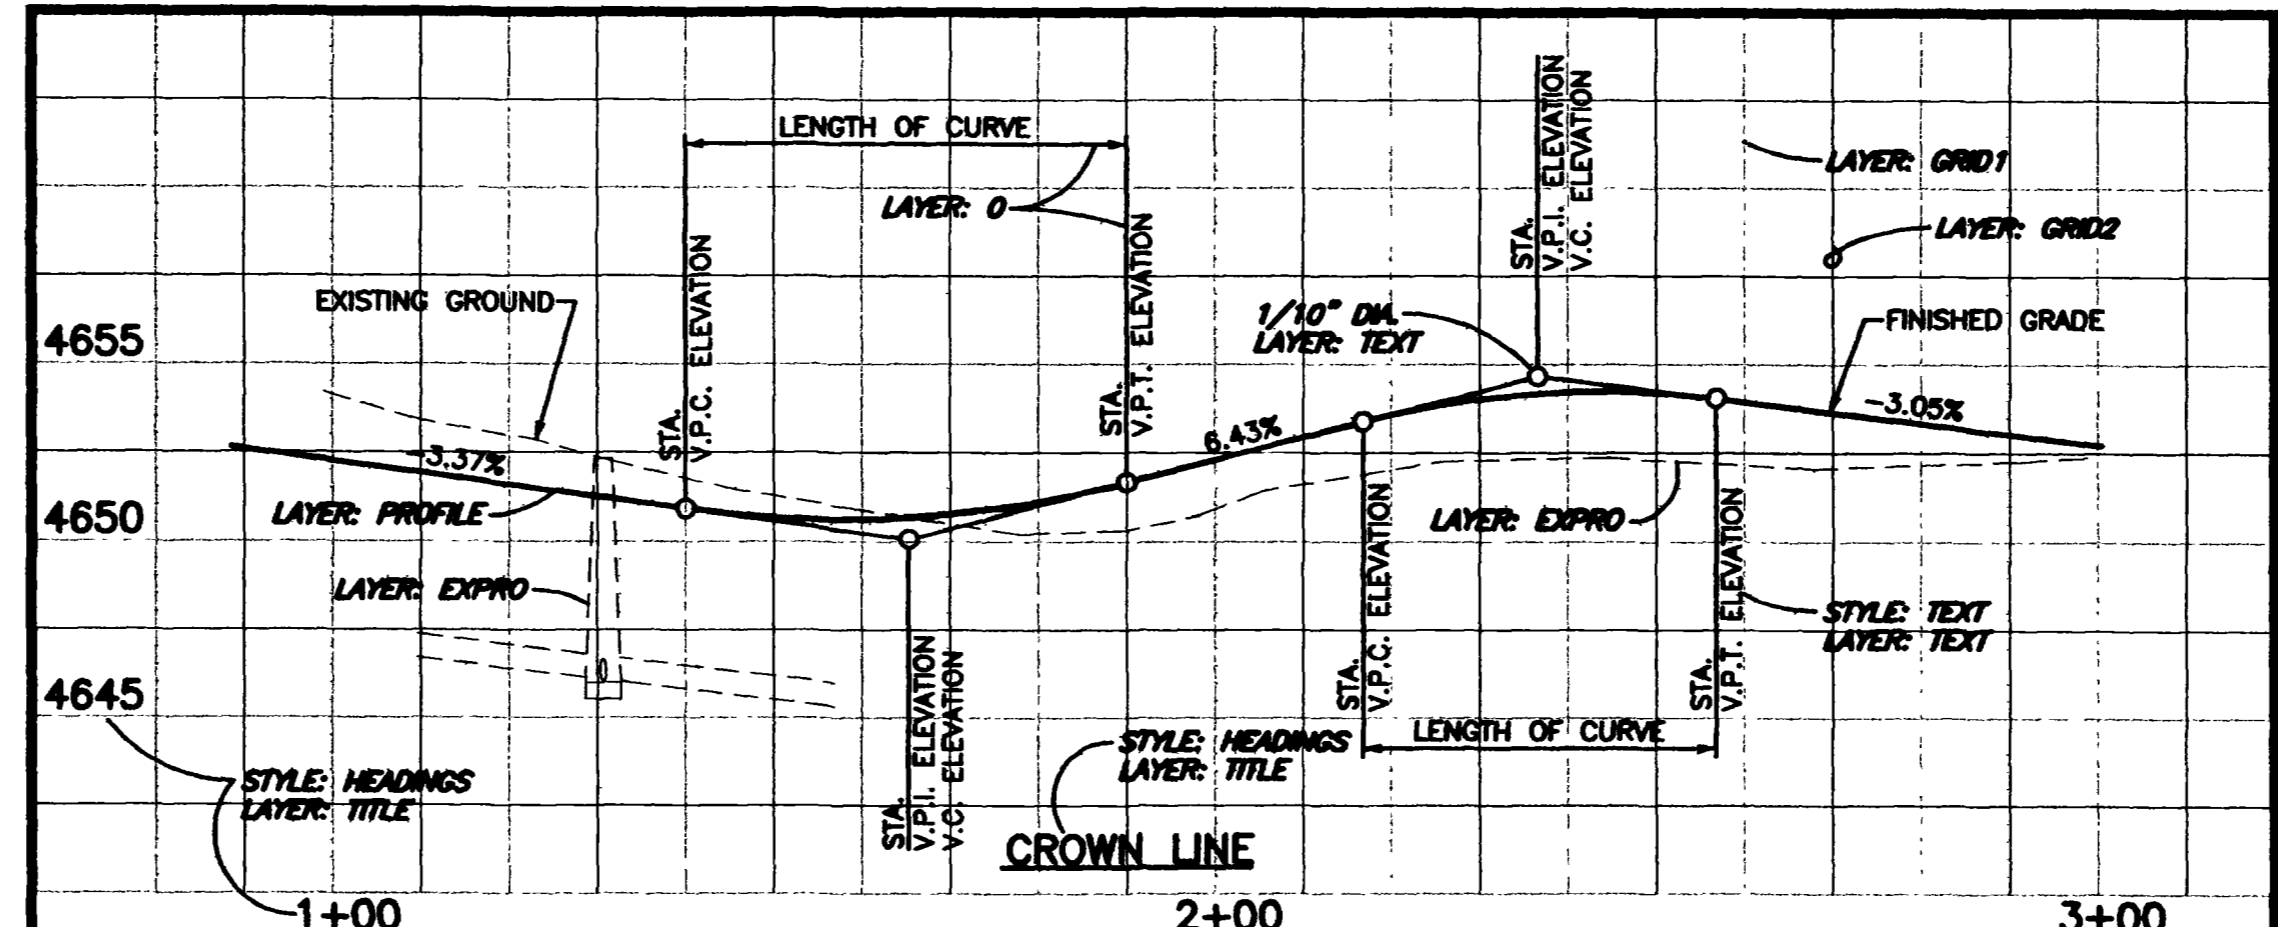 LENGTH OF CURVE
LAYER: 0
STA.
V.P.I. ELEVATION
V.C. ELEVATION
LAYER: GRID1
LAYER: GRID2
EXISTING GROUND
STA.
V.P.C. ELEVATION
STA.
V.P.T. ELEVATION
1/10" DIA.
LAYER: TEXT
FINISHED GRADE
4655
-3.37%
6.43%
-3.05%
4650
LAYER: PROFILE
LAYER: EXPRO
LAYER: EXPRO
STA.
V.P.C. ELEVATION
STA.
V.P.T. ELEVATION
STYLE: TEXT
LAYER: TEXT
4645
STA.
V.P.I. ELEVATION
V.C. ELEVATION
LENGTH OF CURVE
STYLE: HEADINGS
LAYER: TITLE
STYLE: HEADINGS
LAYER: TITLE
CROWN LINE
1+00
2+00
3+00